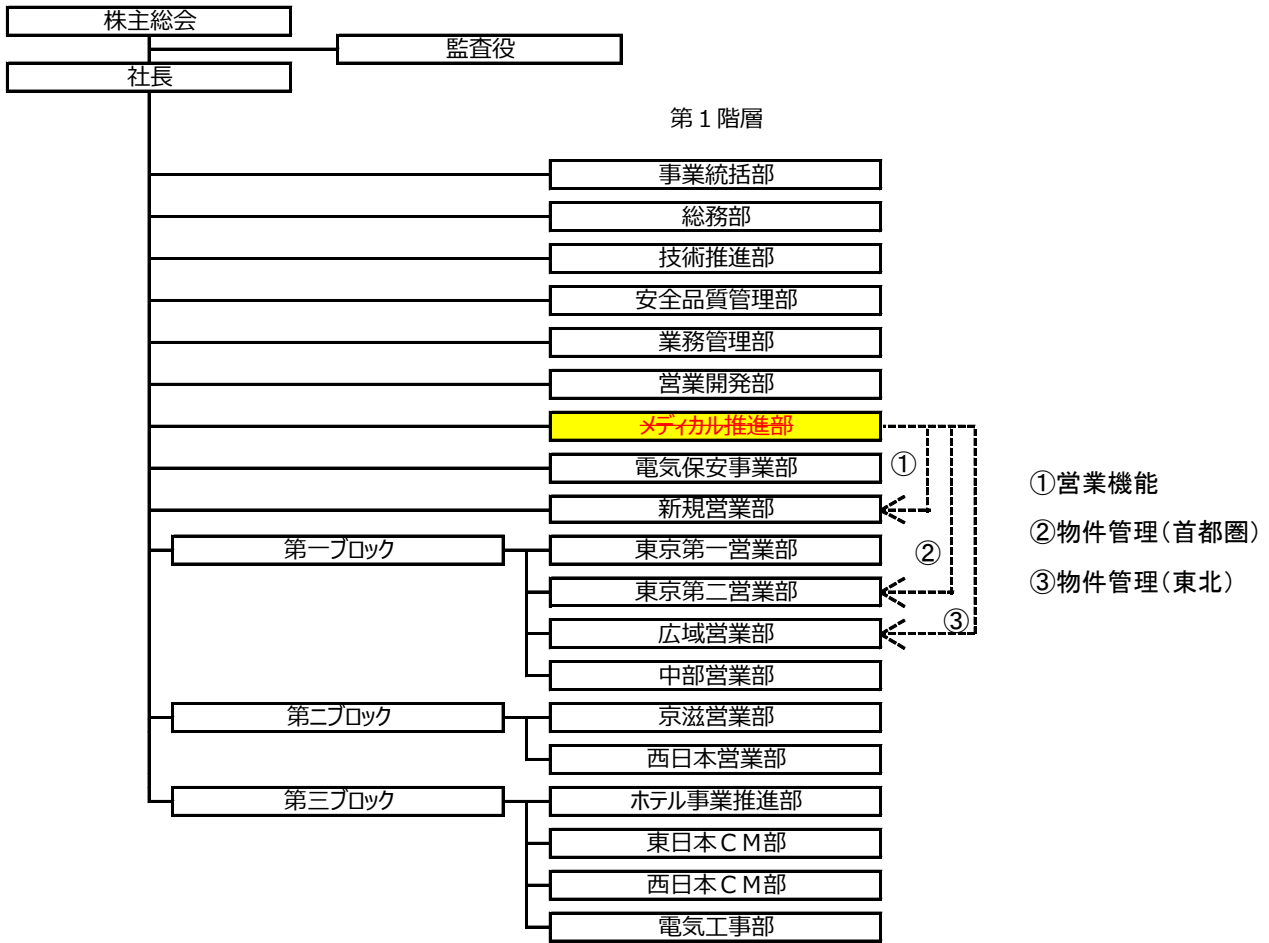 株主総会
監査役
社長
第１階層
事業統括部
総務部
技術推進部
安全品質管理部
業務管理部
営業開発部
メディカル推進部
電気保安事業部
①
①営業機能
新規営業部
②物件管理（首都圏）
第一ブロック
東京第一営業部
②
③物件管理（東北）
東京第二営業部
③
広域営業部
中部営業部
第二ブロック
京滋営業部
西日本営業部
第三ブロック
ホテル事業推進部
東日本ＣＭ部
西日本ＣＭ部
電気工事部